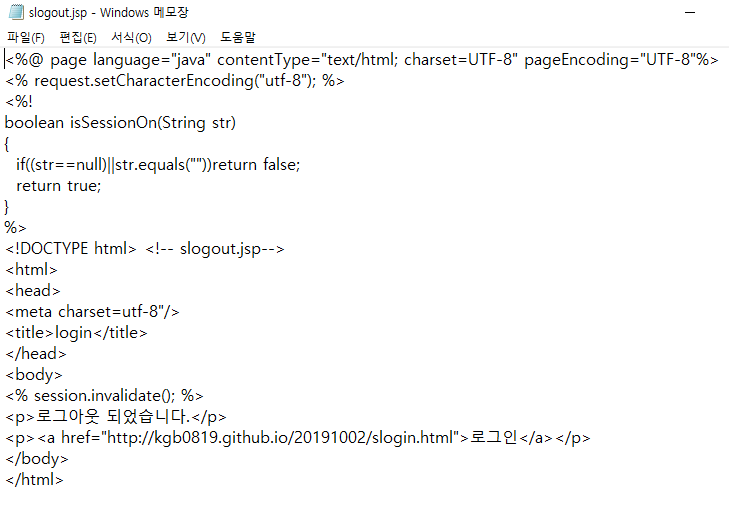 slogout.jsp - Windows 메모장
파일(F) 편집(E) 서식(O) 보기(V) 도움말
<%@ page language="java" contentType="text/html; charset=UTF-8" pageEncoding="UTF-8"%>
<% request.setCharacterEncoding("utf-8"); %>
<%!
boolean isSessionOn(String str)
{
   if((str==null)||str.equals(""))return false;
   return true;
}
%>
<!DOCTYPE html> <!-- slogout.jsp-->
<html>
<head>
<meta charset=utf-8"/>
<title>login</title>
</head>
<body>
<% session.invalidate(); %>
<p>로그아웃 되었습니다.</p>
<p><a href="http://kgb0819.github.io/20191002/slogin.html">로그인</a></p>
</body>
</html>